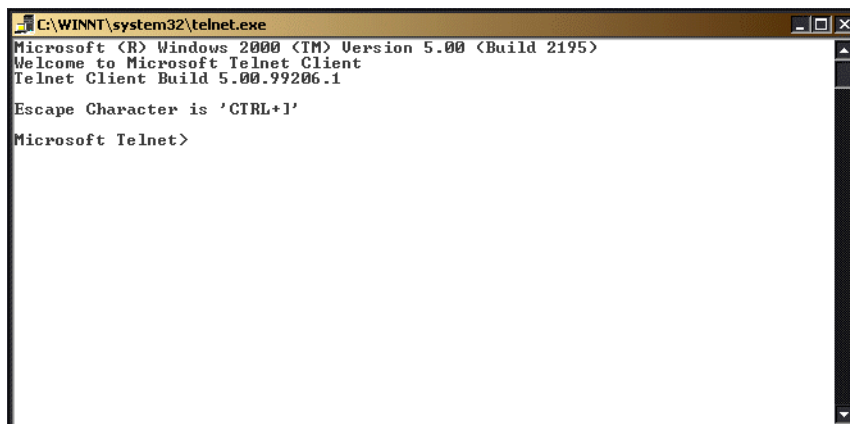 C:\WINNT\system32\telnet.exe
Microsoft (R) Windows 2000 (TM) Version 5.00 (Build 2195)
Welcome to Microsoft Telnet Client
Telnet Client Build 5.00.99206.1
Escape Character is 'CTRL+]'
Microsoft Telnet>